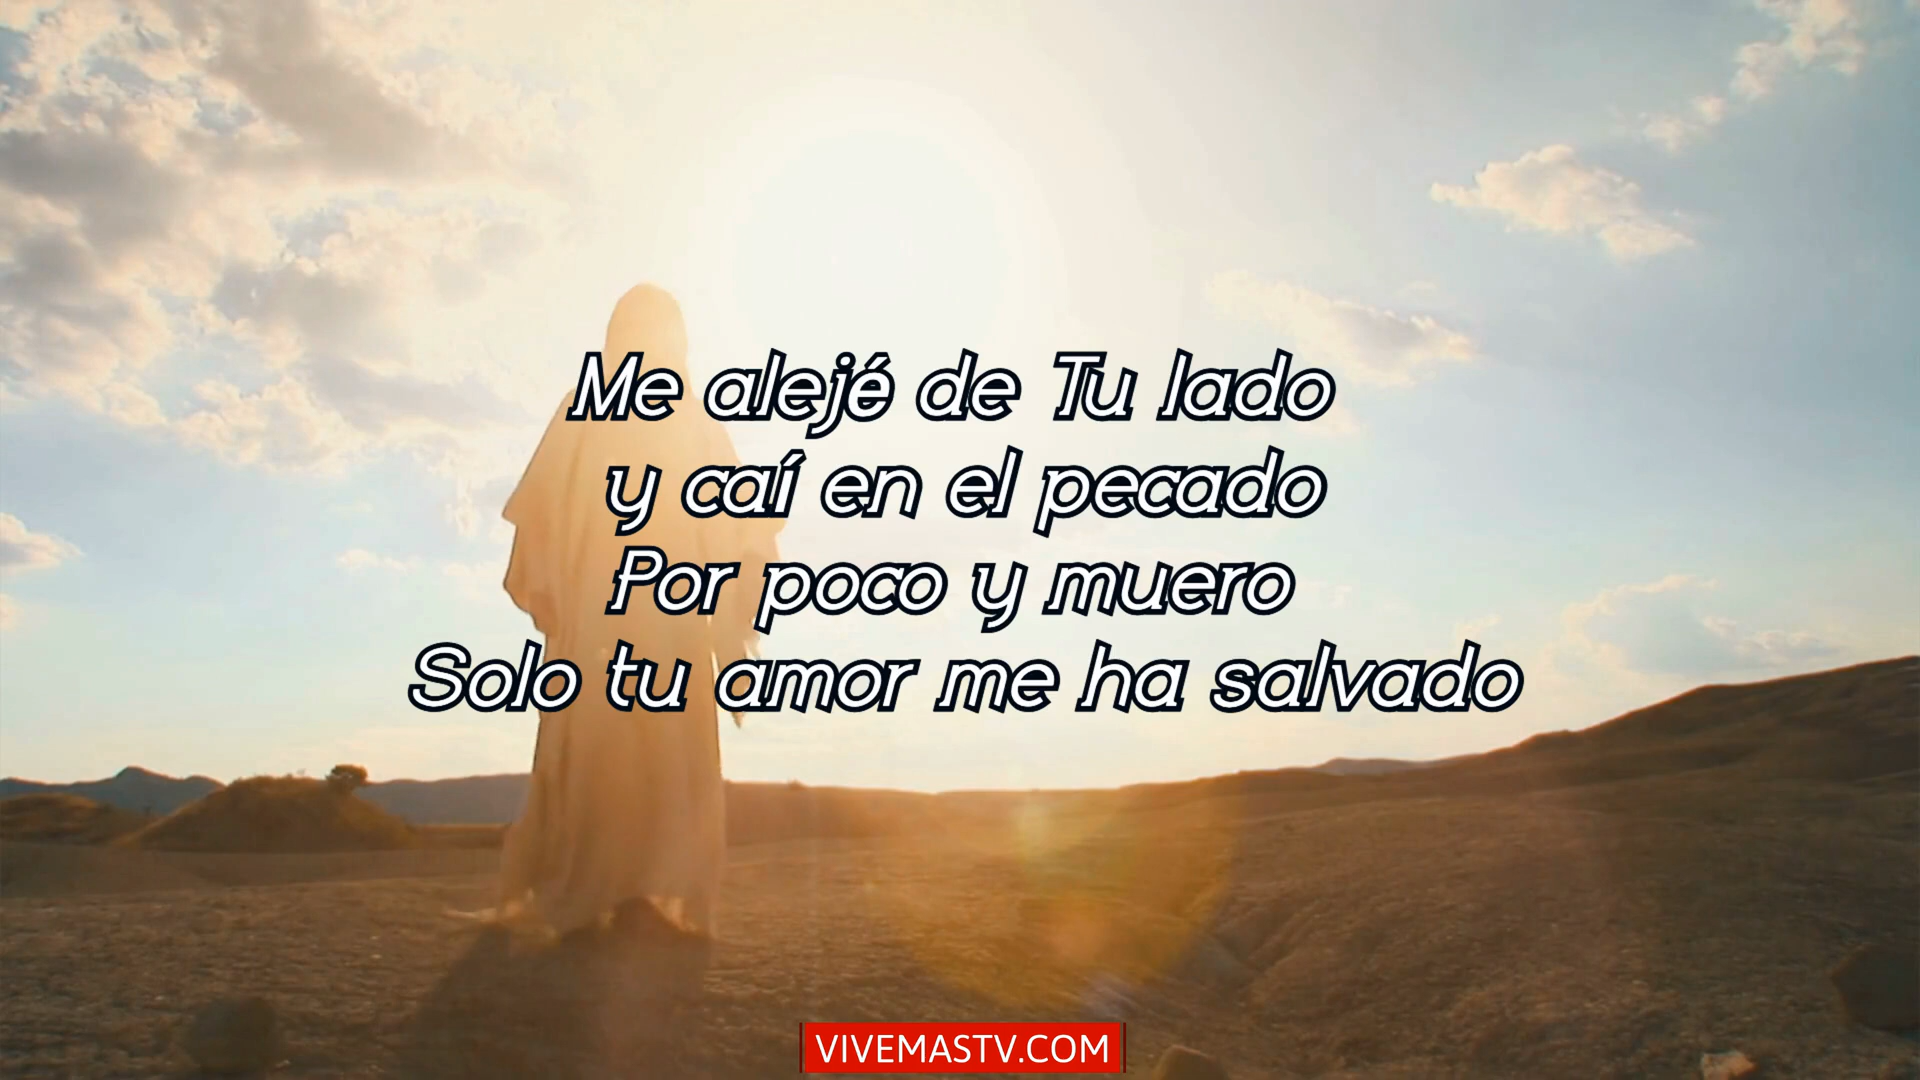 Me alejé de Tu lado
y caí en el pecado
Por poco y muero
Solo tu amor me ha salvado
VIVEMASTV.COM